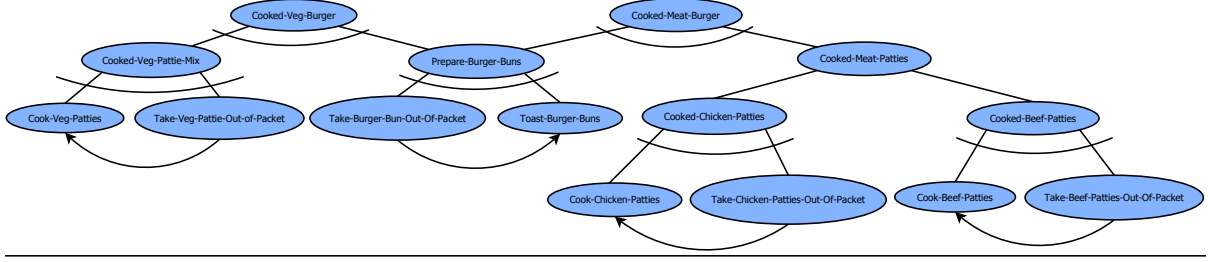 Cooked-Veg-Burger
Cooked-Meat-Burger
Cooked-Veg-Pattie-Mix
Prepare-Burger-Buns
Cooked-Meat-Patties
Cook-Veg-Patties
Take-Veg-Pattie-Out-of-Packet
Take-Burger-Bun-Out-Of-Packet
Toast-Burger-Buns
Cooked-Chicken-Patties
Cooked-Beef-Patties
Cook-Chicken-Patties
Take-Chicken-Patties-Out-Of-Packet
Cook-Beef-Patties
Take-Beef-Patties-Out-Of-Packet